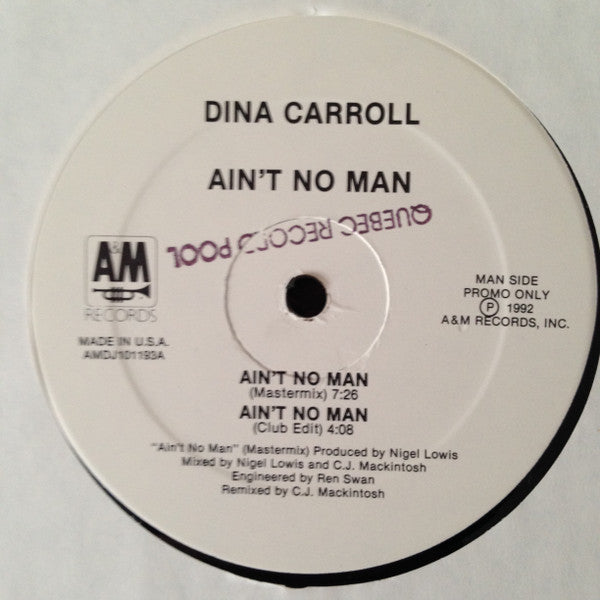 DINA CARROLL
AIN'T NO MAN
QUEBEC RECORD POOL
A&M
RECORDS
MADE IN U.S.A.
AMDJ101193A
MAN SIDE
PROMO ONLY
Ⓟ 1992
A&M RECORDS, INC.
AIN'T NO MAN
(Mastermix) 7:26
AIN'T NO MAN
(Club Edit) 4:08
"Ain't No Man" (Mastermix) Produced by Nigel Lowis
Mixed by Nigel Lowis and C.J. Mackintosh
Engineered by Ren Swan
Remixed by C.J. Mackintosh